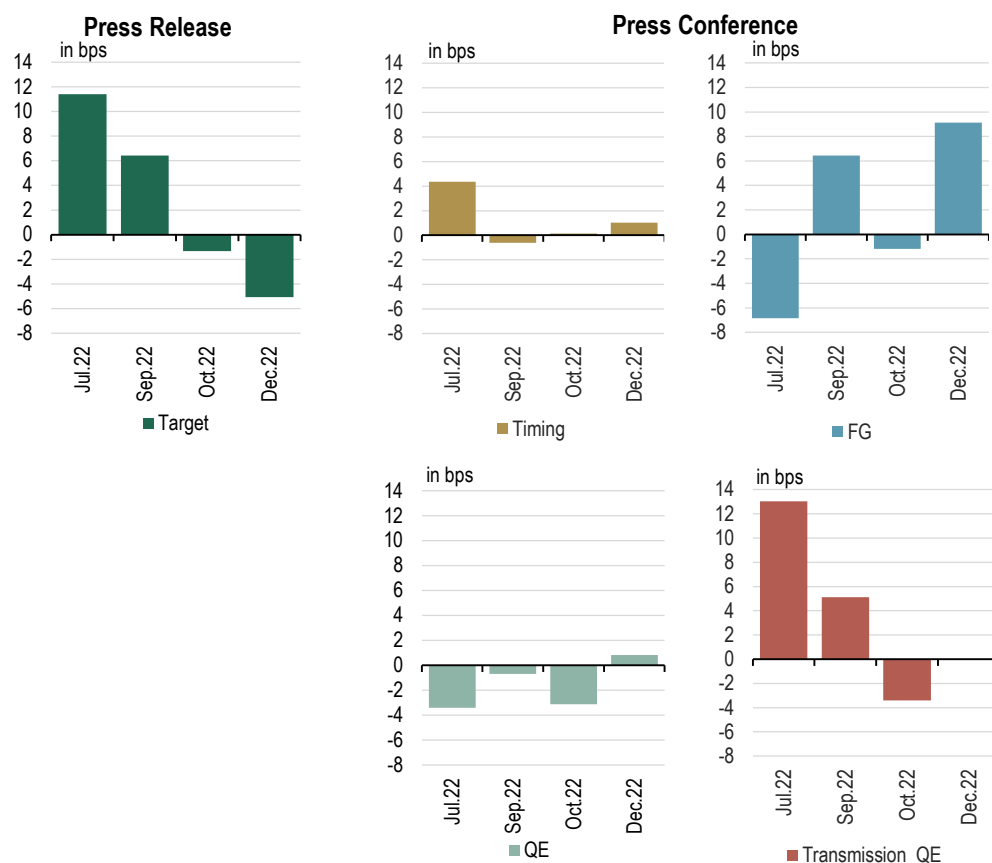 Press Release
Press Conference
in bps
14
12
10
8
6
4
2
0
-2
-4
-6
-8
Jul.22
Sep.22
Oct.22
Dec.22
Target
14
12
10
8
6
4
2
0
-2
-4
-6
-8
Jul.22
Sep.22
Oct.22
Dec.22
Timing
in bps
14
12
10
8
6
4
2
0
-2
-4
-6
-8
Jul.22
Sep.22
Oct.22
Dec.22
FG
in bps
14
12
10
8
6
4
2
0
-2
-4
-6
-8
Jul.22
Sep.22
Oct.22
Dec.22
QE
in bps
14
12
10
8
6
4
2
0
-2
-4
-6
-8
Jul.22
Sep.22
Oct.22
Dec.22
Transmission_QE
in bps